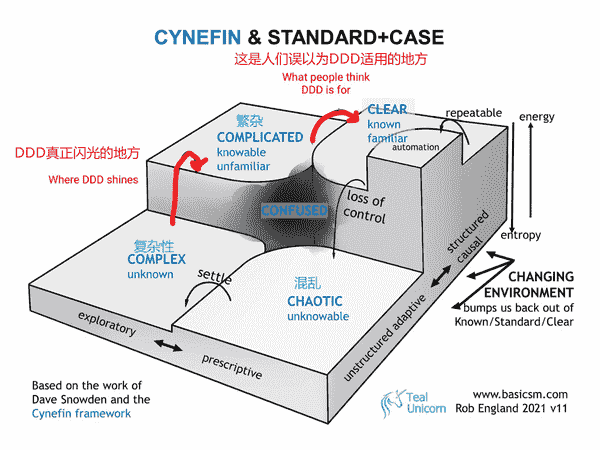 CYNEFIN & STANDARD+CASE
这是人们误以为DDD适用的地方
What people think
DDD is for
繁杂
COMPLICATED
knowable
unfamiliar
CLEAR
known
familiar
automation
repeatable
energy
entropy
DDD真正闪光的地方
Where DDD shines
CONFUSED
loss of
control
structured
causal
复杂性
COMPLEX
unknown
settle
混乱
CHAOTIC
unknowable
unstructured adaptive
CHANGING
ENVIRONMENT
bumps us back out of
Known/Standard/Clear
exploratory
prescriptive
Based on the work of
Dave Snowden and the
Cynefin framework
Teal
Unicorn
www.basicsm.com
Rob England 2021 v11